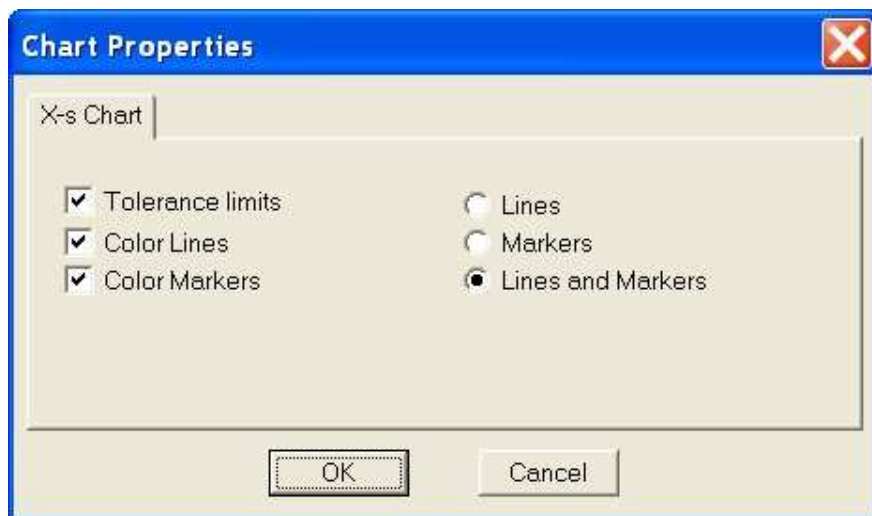 Chart Properties
X-s Chart
Tolerance limits
Color Lines
Color Markers
Lines
Markers
Lines and Markers
OK
Cancel